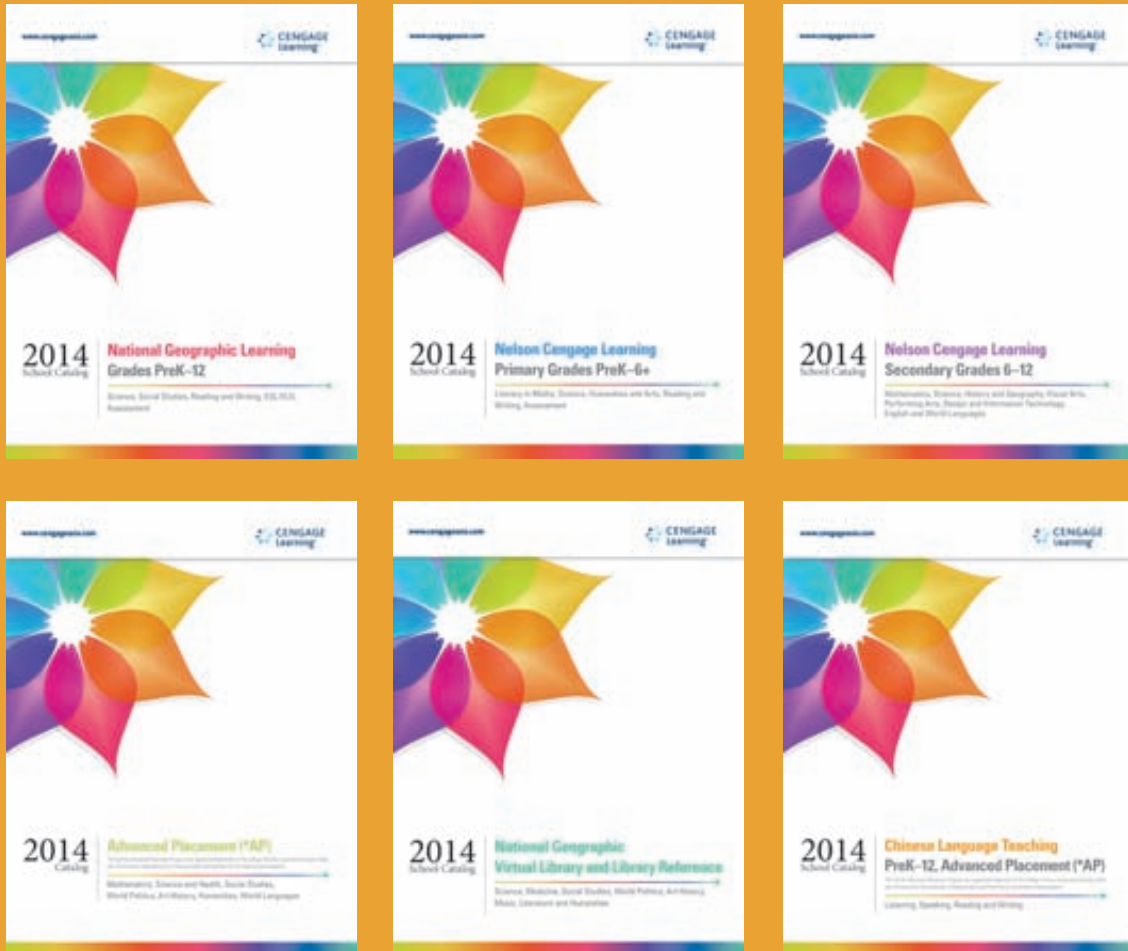 www.cengageasia.com
CENGAGE
Learning
2014
School Catalog
National Geographic Learning
Grades PreK–12
Science, Social Studies, Reading and Writing, ESL/ELD,
Assessment
www.cengageasia.com
CENGAGE
Learning
2014
School Catalog
Nelson Cengage Learning
Primary Grades PreK–6+
Literacy in Maths, Science, Humanities and Arts, Reading and
Writing, Assessment
www.cengageasia.com
CENGAGE
Learning
2014
School Catalog
Nelson Cengage Learning
Secondary Grades 6–12
Mathematics, Science, History and Geography, Visual Arts,
Performing Arts, Design and Information Technology,
English and World Languages
www.cengageasia.com
CENGAGE
Learning
2014
Catalog
Advanced Placement (*AP)
Mathematics, Science and Health, Social Studies,
World Politics, Art History, Humanities, World Languages
www.cengageasia.com
CENGAGE
Learning
2014
School Catalog
National Geographic
Virtual Library and Library Reference
Science, Medicine, Social Studies, World Politics, Art History,
Music, Literature and Humanities
www.cengageasia.com
CENGAGE
Learning
2014
School Catalog
Chinese Language Teaching
PreK–12, Advanced Placement (*AP)
Listening, Speaking, Reading and Writing